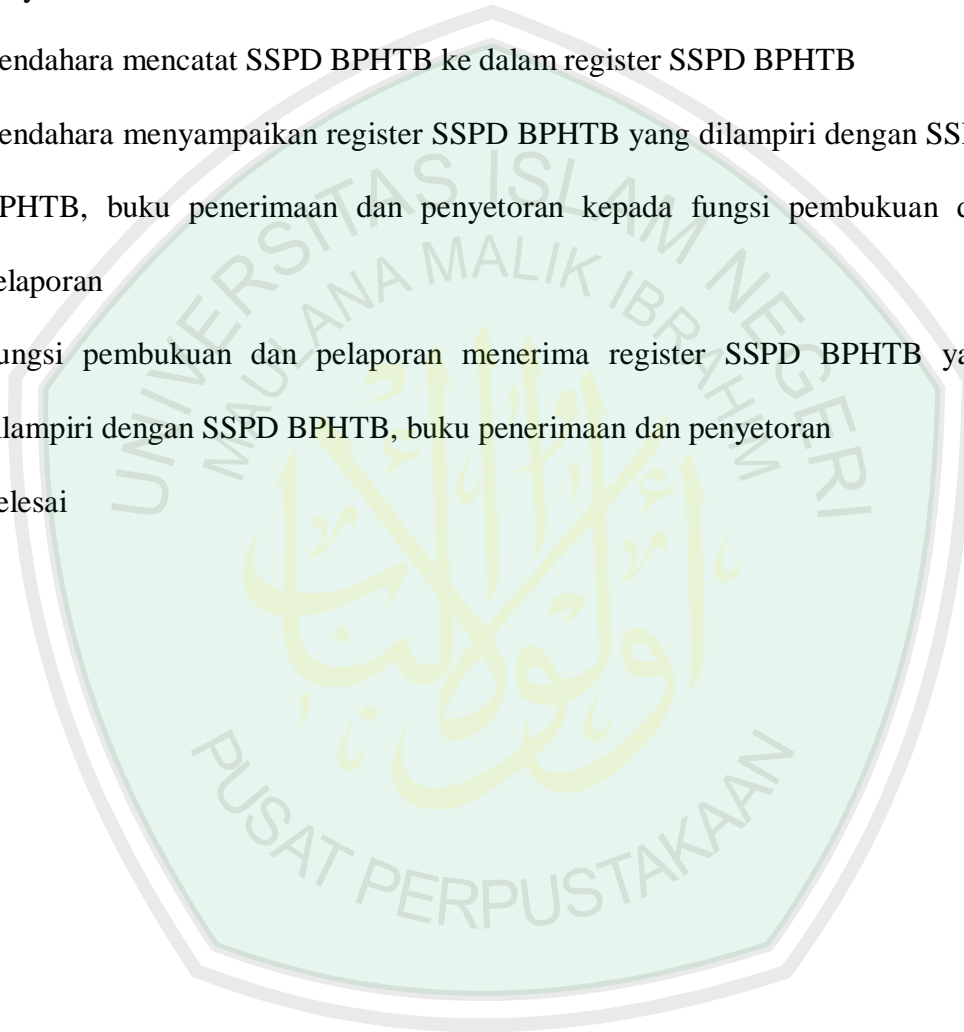 endahara mencatat SSPD BPHTB ke dalam register SSPD BPHTB
endahara menyampaikan register SSPD BPHTB yang dilampiri dengan SS
PHTB, buku penerimaan dan penyetoran kepada fungsi pembukuan d
elaporan
ungsi pembukuan dan pelaporan menerima register SSPD BPHTB ya
ilampiri dengan SSPD BPHTB, buku penerimaan dan penyetoran
elesai
UNIVERSITAS ISLAM NEGERI
MAULANA MALIK IBRAHIM
PUSAT PERPUSTAKAAN